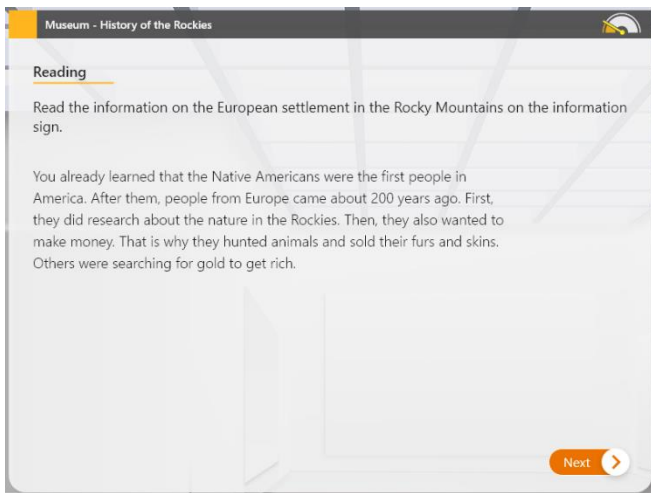 Museum - History of the Rockies
Reading
Read the information on the European settlement in the Rocky Mountains on the information
sign.
You already learned that the Native Americans were the first people in
America. After them, people from Europe came about 200 years ago. First,
they did research about the nature in the Rockies. Then, they also wanted to
make money. That is why they hunted animals and sold their furs and skins.
Others were searching for gold to get rich.
Next